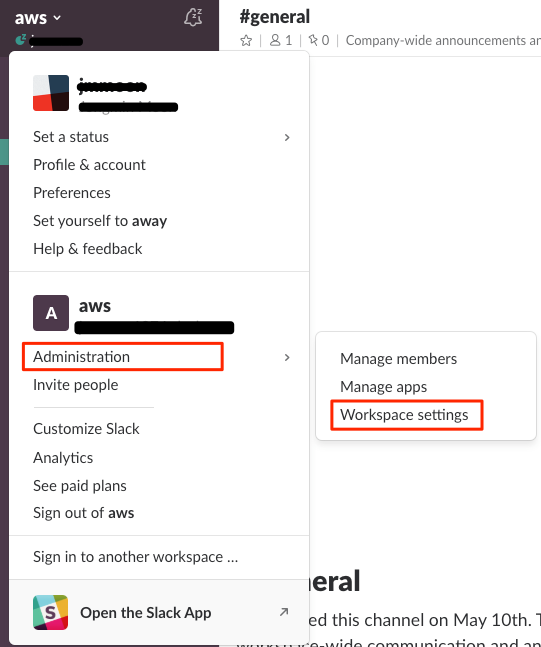 aws
#general
1
0
Company-wide announcements an
Set a status
Profile & account
Preferences
Set yourself to away
Help & feedback
A
aws
Administration
Invite people
Manage members
Manage apps
Workspace settings
Customize Slack
Analytics
See paid plans
Sign out of aws
Sign in to another workspace ...
S
Open the Slack App
eral
ed this channel on May 10th. T
workspace-wide communication and an